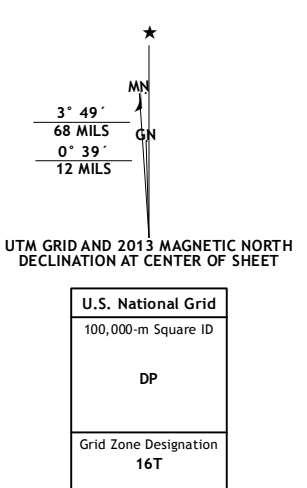 ★
MN
3° 49´
68 MILS
GN
0° 39´
12 MILS
UTM GRID AND 2013 MAGNETIC NORTH
DECLINATION AT CENTER OF SHEET
U.S. National Grid
100,000-m Square ID
DP
Grid Zone Designation
16T